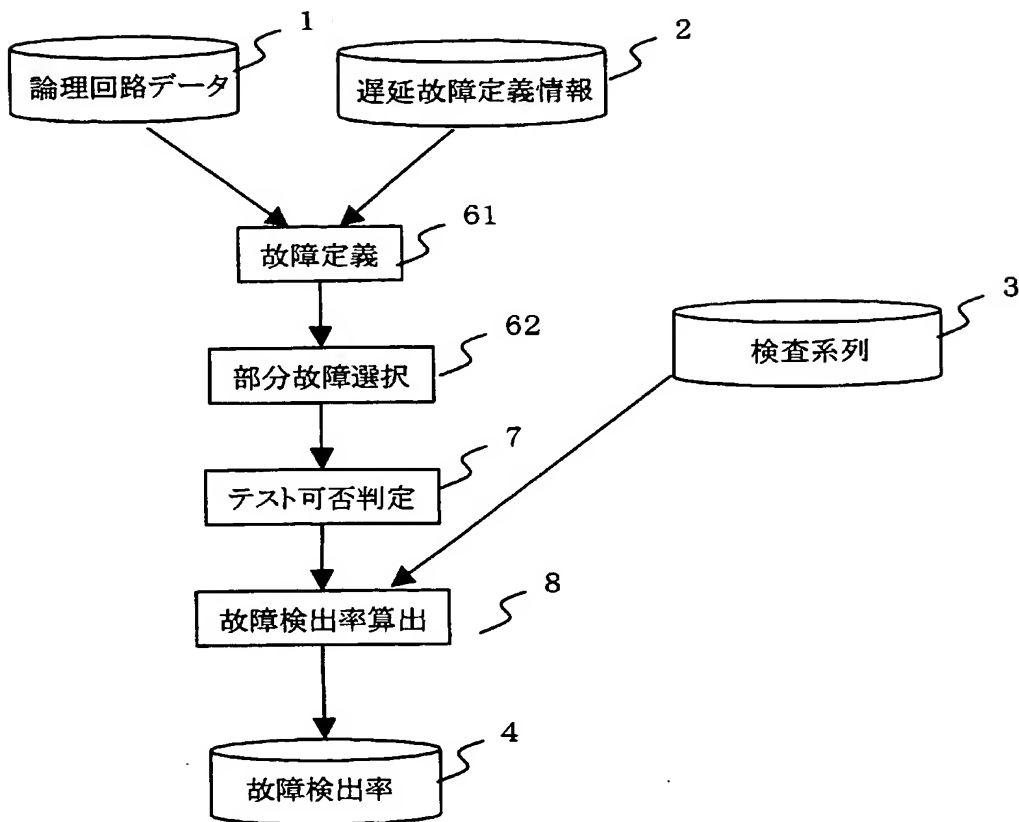 1
論理回路データ
2
遅延故障定義情報
61
故障定義
62
部分故障選択
3
検査系列
7
テスト可否判定
8
故障検出率算出
4
故障検出率